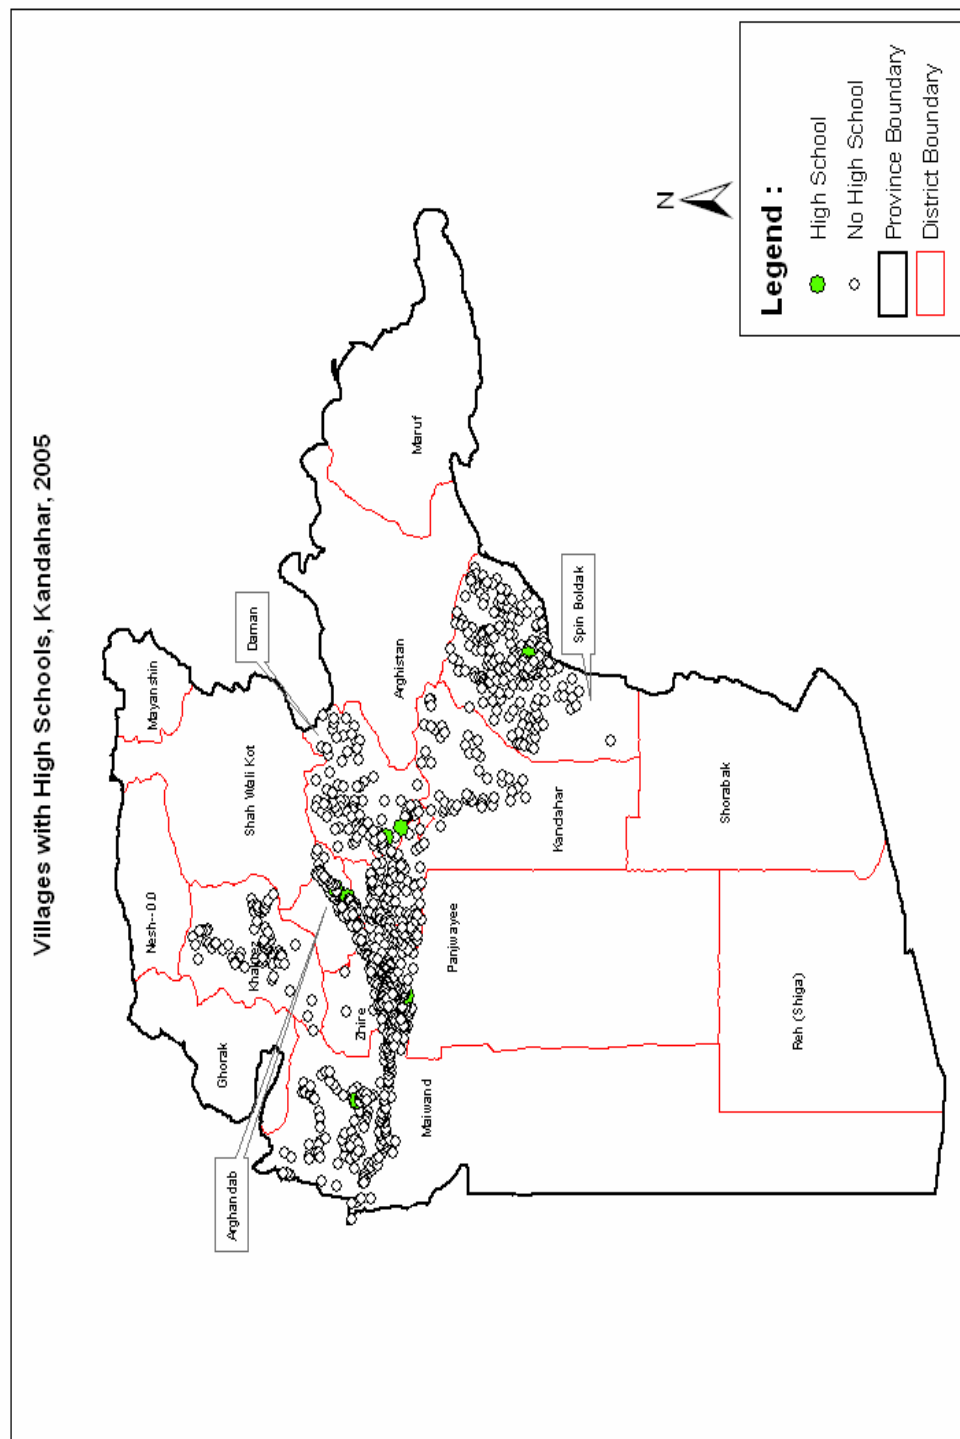 Villages with High Schools, Kandahar, 2005
Mayanshin
Daman
Nesh--0.0
Shah Wali Kot
Ghorak
Khakrez
Maruf
Arghistan
Zhire
Arghandab
Maiwand
Panjwayee
Kandahar
Spin Boldak
Shorabak
Reh (Shiga)
N
Legend :
High School
No High School
Province Boundary
District Boundary